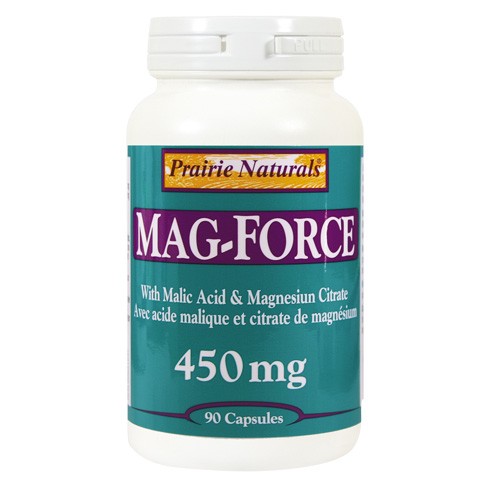 PULL
Prairie Naturals®
MAG-FORCE
With Malic Acid & Magnesiun Citrate
Avec acide malique et citrate de magnésium
450 mg
90 Capsules